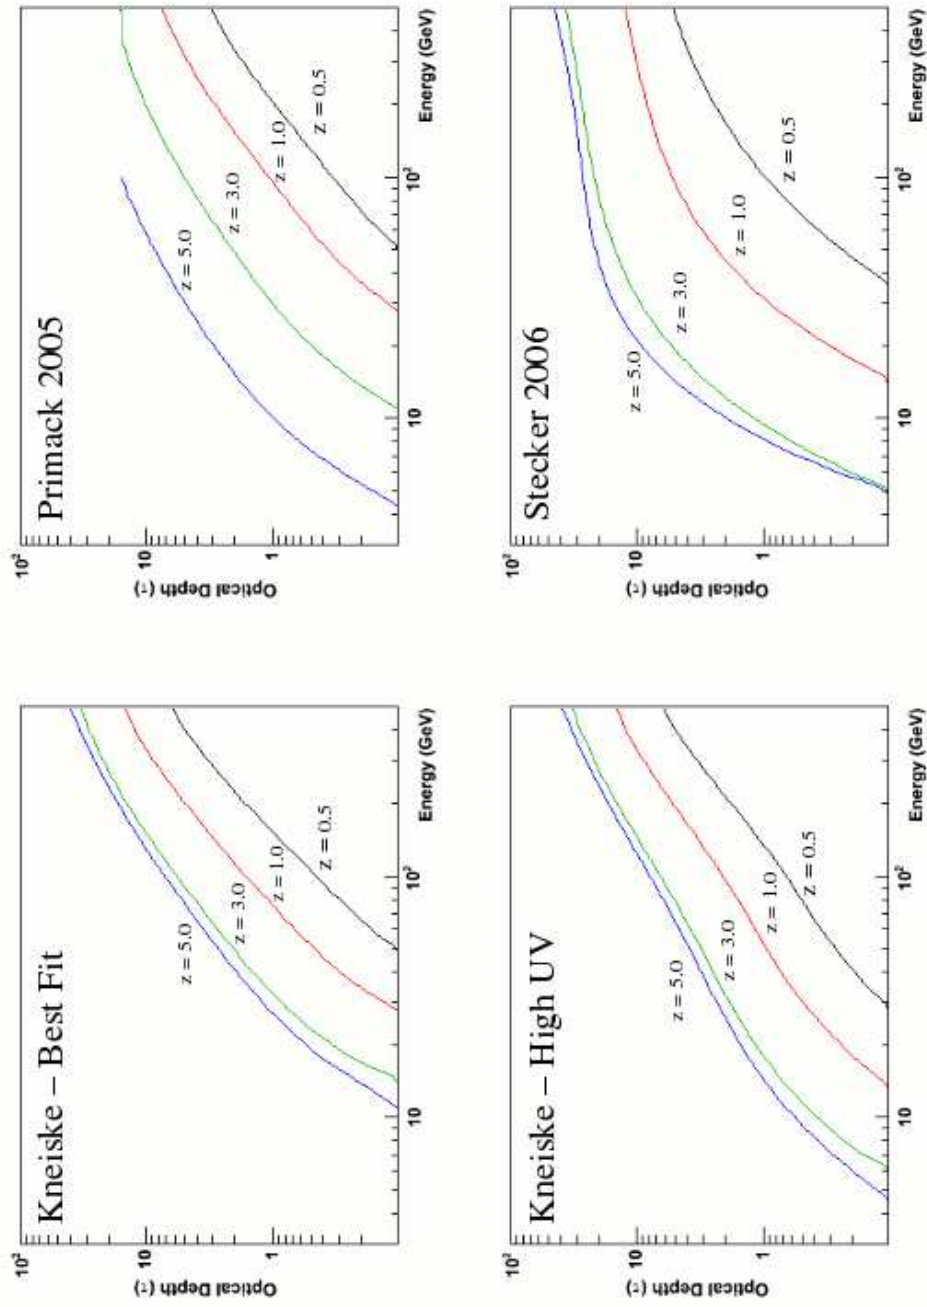 Kneiske – Best Fit
Optical Depth (τ)
10²
10
1
z = 5.0
z = 3.0
z = 1.0
z = 0.5
10
10²
Energy (GeV)
Primack 2005
Optical Depth (τ)
10²
10
1
z = 5.0
z = 3.0
z = 1.0
z = 0.5
10
10²
Energy (GeV)
Kneiske – High UV
Optical Depth (τ)
10²
10
1
z = 5.0
z = 3.0
z = 1.0
z = 0.5
10
10²
Energy (GeV)
Stecker 2006
Optical Depth (τ)
10²
10
1
z = 5.0
z = 3.0
z = 1.0
z = 0.5
10
10²
Energy (GeV)